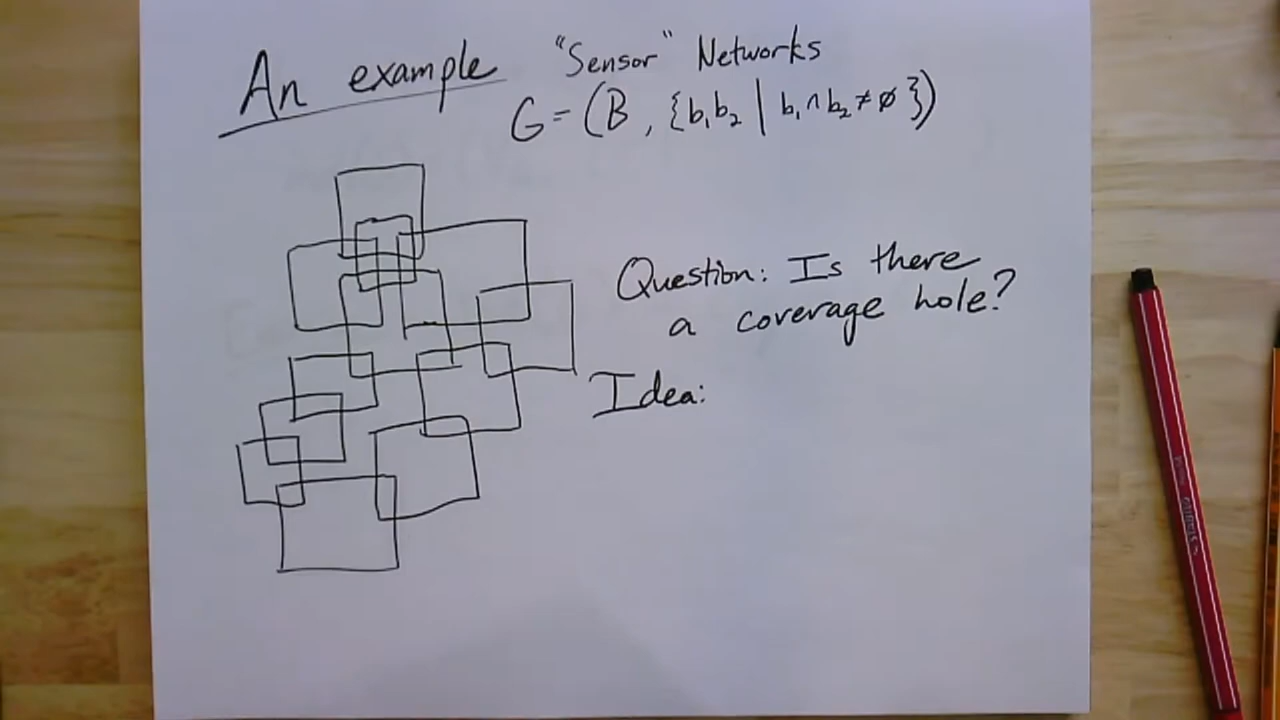 An example "Sensor" Networks
G = (B, {b₁b₂ | b₁ ∩ b₂ ≠ ∅})
Question: Is there
a coverage hole?
Idea: